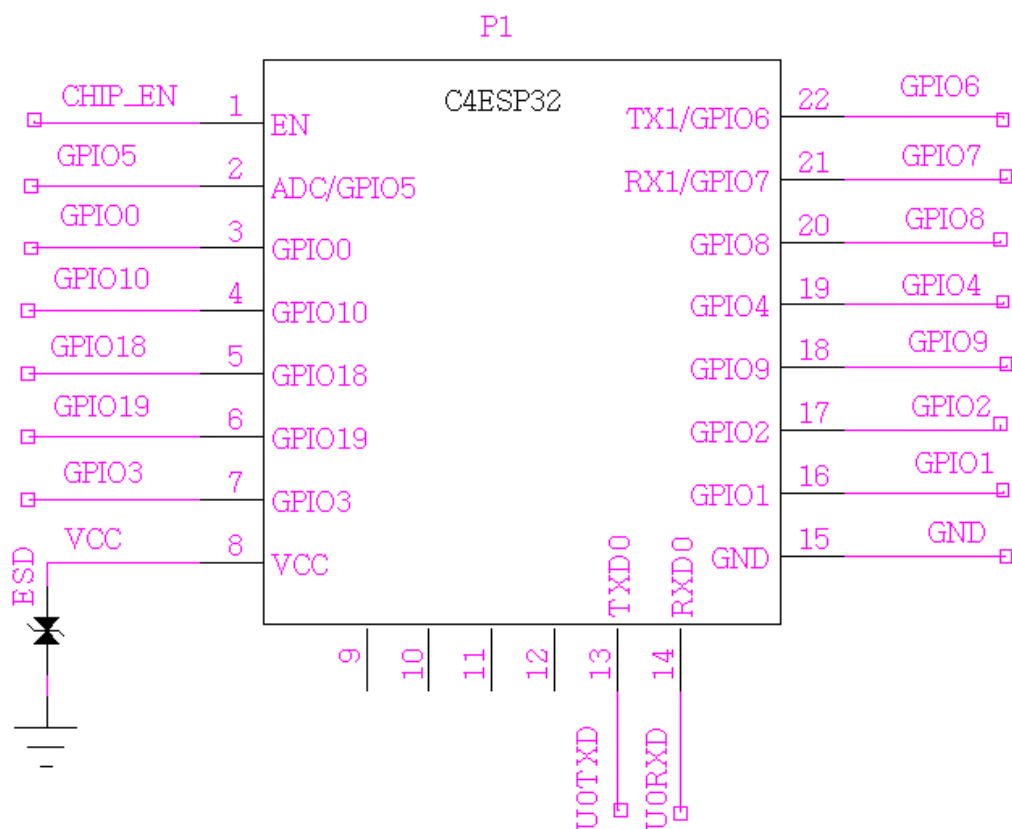 P1
C4ESP32
CHIP_EN
1
EN
GPIO5
2
ADC/GPIO5
GPIO0
3
GPIO0
GPIO10
4
GPIO10
GPIO18
5
GPIO18
GPIO19
6
GPIO19
GPIO3
7
GPIO3
VCC
8
VCC
ESD
9
10
11
12
TXD0
13
U0TXD
RXD0
14
U0RXD
GND
15
GND
GPIO1
16
GPIO1
GPIO2
17
GPIO2
GPIO9
18
GPIO9
GPIO4
19
GPIO4
GPIO8
20
GPIO8
RX1/GPIO7
21
GPIO7
TX1/GPIO6
22
GPIO6